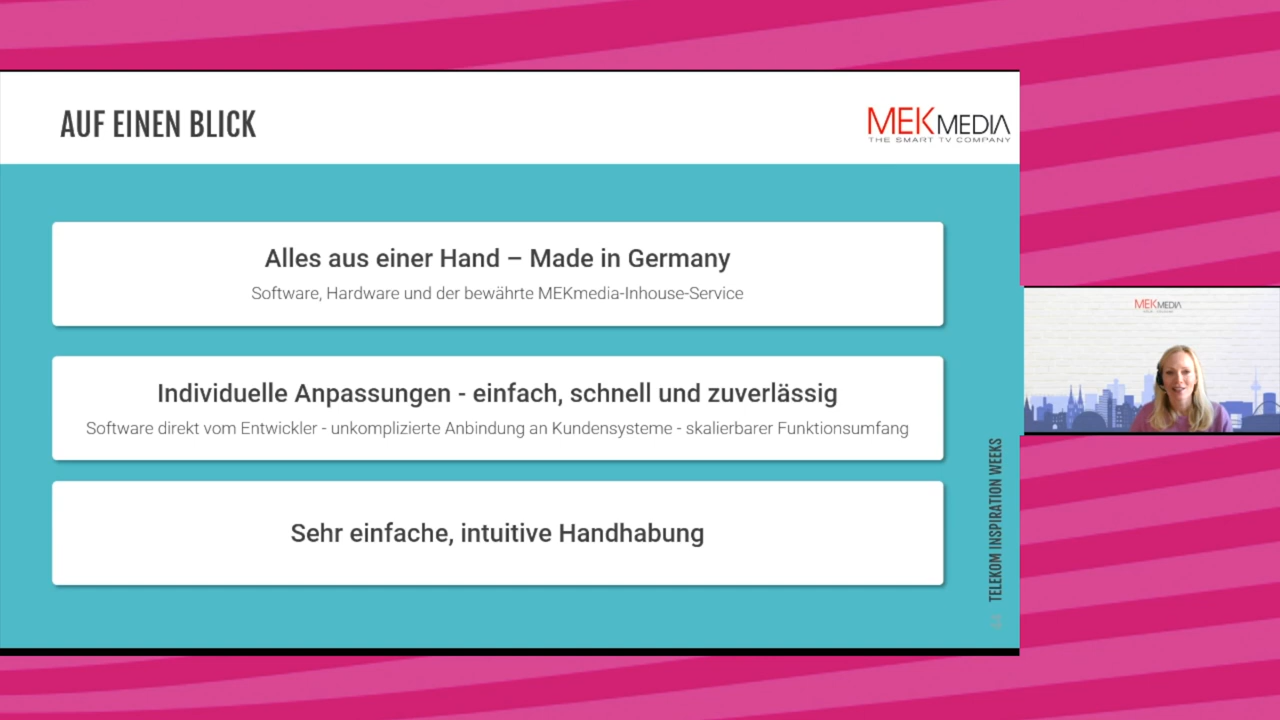 AUF EINEN BLICK
MEKMEDIA
THE SMART TV COMPANY
Alles aus einer Hand – Made in Germany
Software, Hardware und der bewährte MEKmedia-Inhouse-Service
Individuelle Anpassungen - einfach, schnell und zuverlässig
Software direkt vom Entwickler - unkomplizierte Anbindung an Kundensysteme - skalierbarer Funktionsumfang
Sehr einfache, intuitive Handhabung
TELEKOM INSPIRATION WEEKS
MEKMEDIA